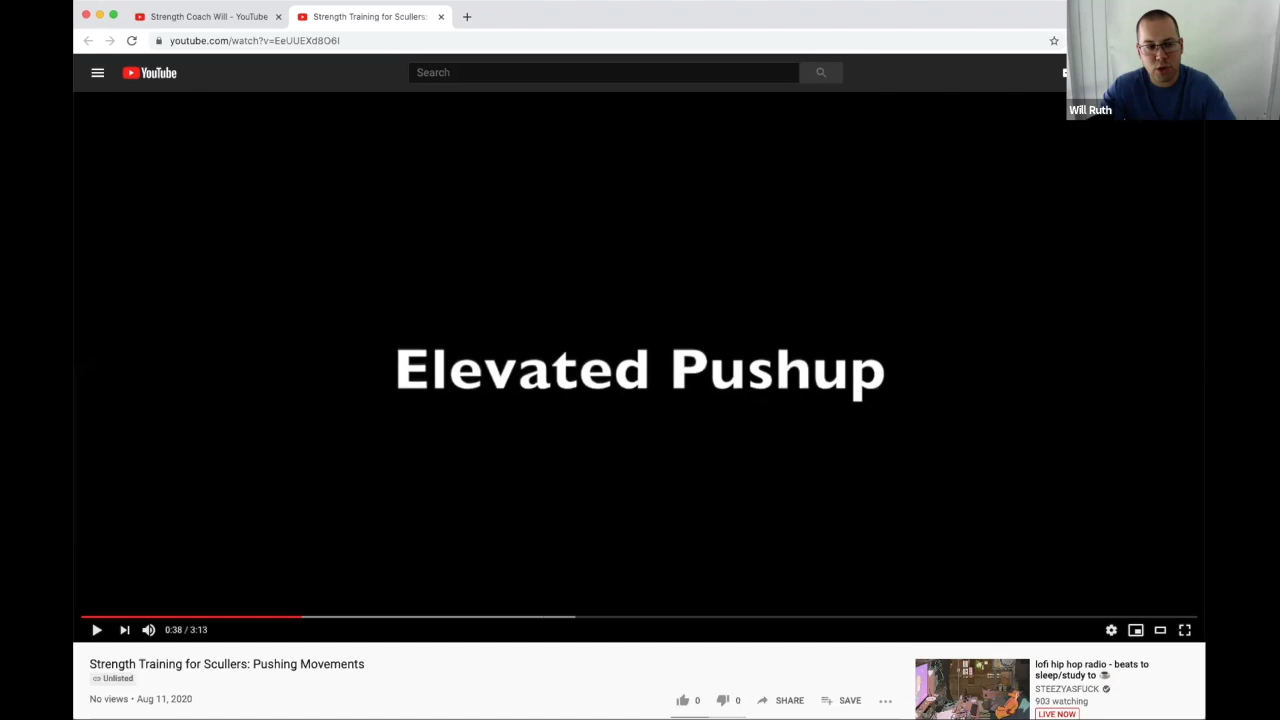 Strength Coach Will - YouTube
Strength Training for Scullers:
youtube.com/watch?v=EeUUEXd8O6I
YouTube
Search
Will Ruth
Elevated Pushup
0:38 / 3:13
Strength Training for Scullers: Pushing Movements
Unlisted
No views • Aug 11, 2020
0
0
SHARE
SAVE
lofi hip hop radio - beats to
sleep/study to
STEEZYASFUCK
903 watching
LIVE NOW